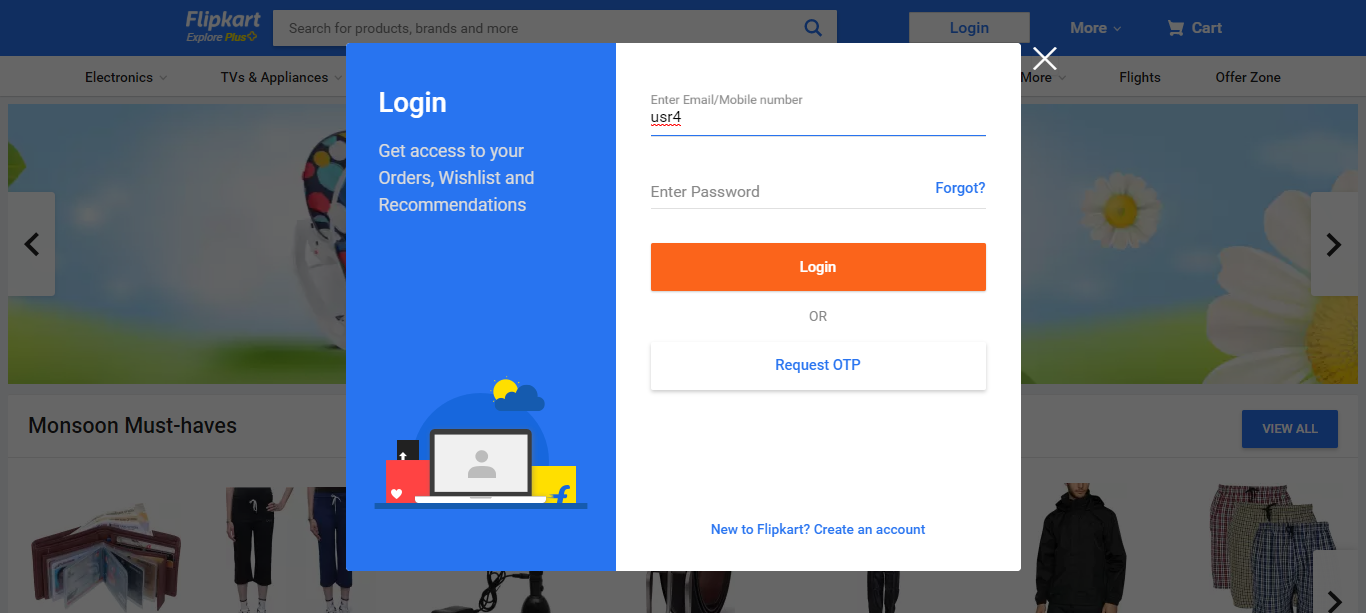 Flipkart
Explore Plus
Search for products, brands and more
Login
More
Cart
Electronics
TVs & Appliances
More
Flights
Offer Zone
Login
Get access to your
Orders, Wishlist and
Recommendations
Enter Email/Mobile number
usr4
Enter Password
Forgot?
Login
OR
Request OTP
New to Flipkart? Create an account
Monsoon Must-haves
VIEW ALL
f